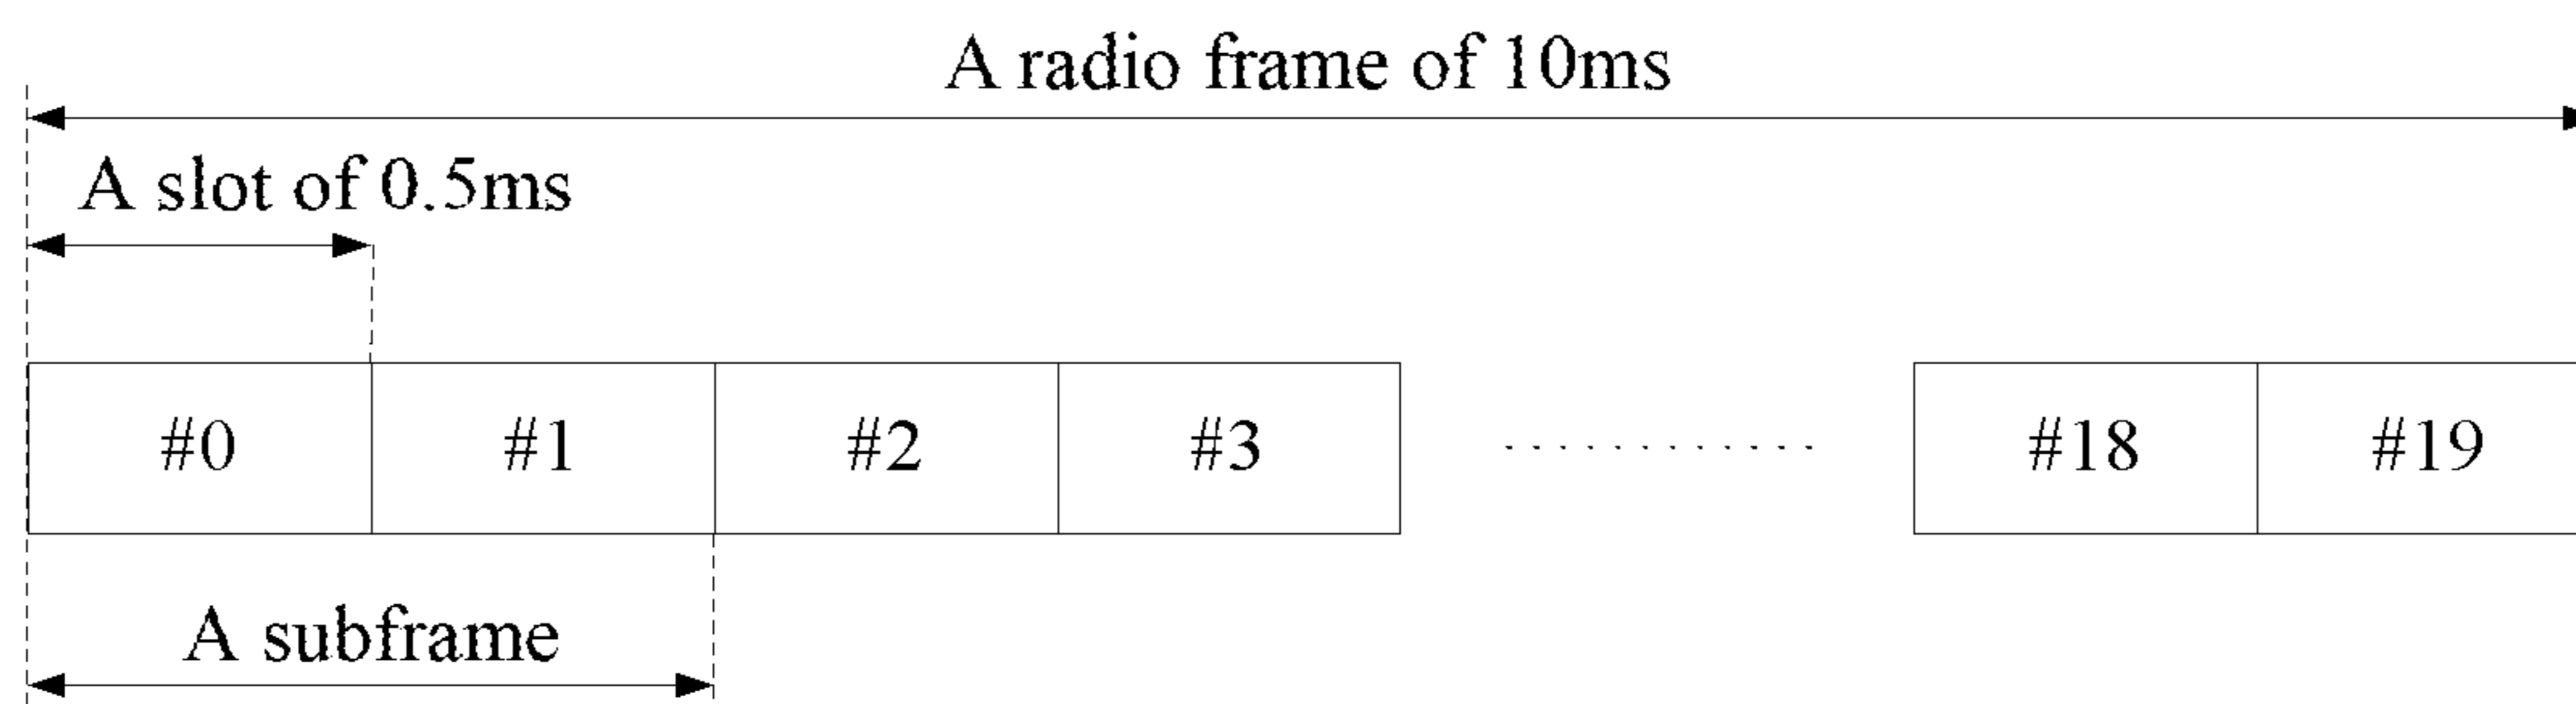 A radio frame of 10ms
A slot of 0.5ms
#0 #1 #2 #3 ............ #18 #19
A subframe